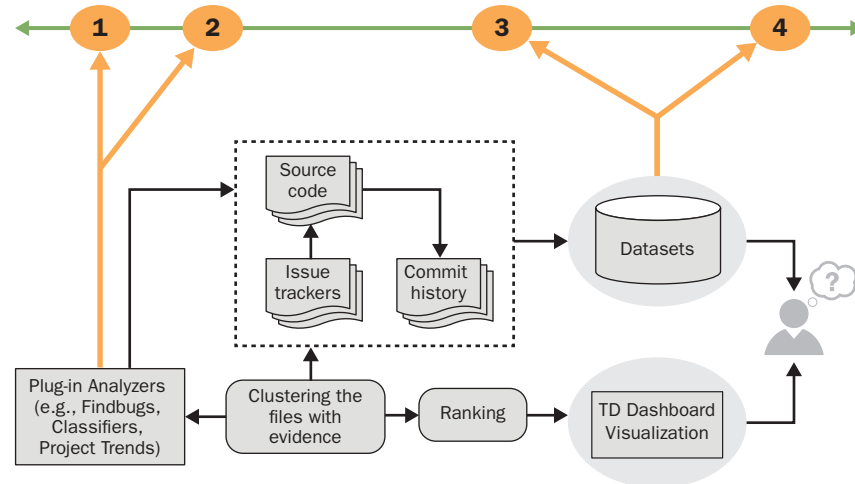 1
2
3
4
Source
code
Issue
trackers
Commit
history
Datasets
?
Plug-in Analyzers
(e.g., Findbugs,
Classifiers,
Project Trends)
Clustering the
files with
evidence
Ranking
TD Dashboard
Visualization